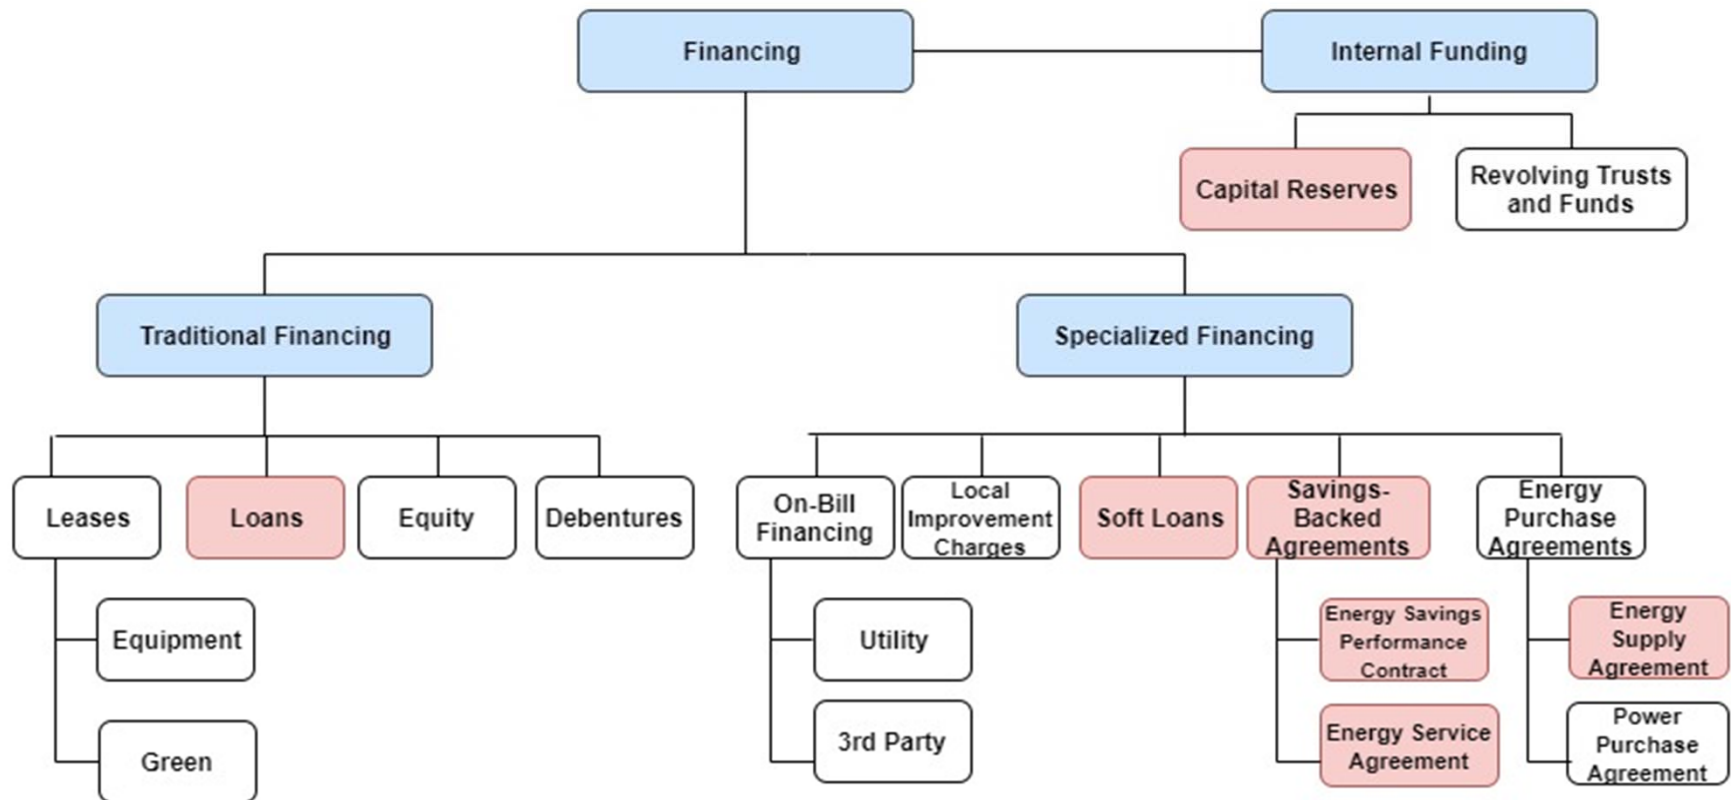 Financing
Internal Funding
Capital Reserves
Revolving Trusts
and Funds
Traditional Financing
Specialized Financing
Leases
Loans
Equity
Debentures
On-Bill
Financing
Local
Improvement
Charges
Soft Loans
Savings-
Backed
Agreements
Energy
Purchase
Agreements
Equipment
Green
Utility
3rd Party
Energy Savings
Performance
Contract
Energy Service
Agreement
Energy
Supply
Agreement
Power
Purchase
Agreement